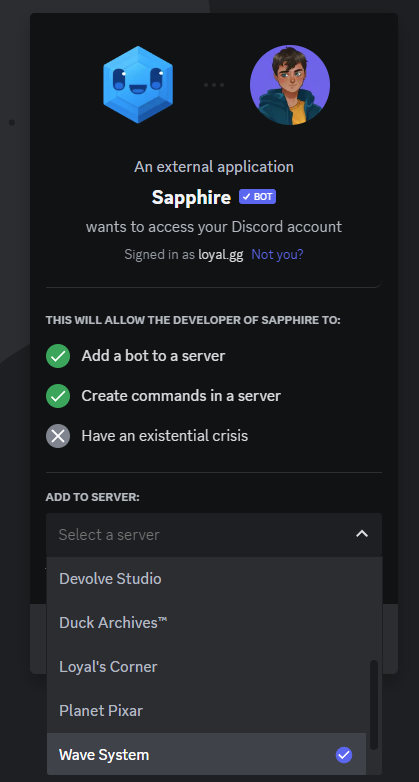 An external application
Sapphire ✓ BOT
wants to access your Discord account
Signed in as loyal.gg Not you?
THIS WILL ALLOW THE DEVELOPER OF SAPPHIRE TO:
Add a bot to a server
Create commands in a server
Have an existential crisis
ADD TO SERVER:
Select a server
Devolve Studio
Duck Archives™
Loyal's Corner
Planet Pixar
Wave System